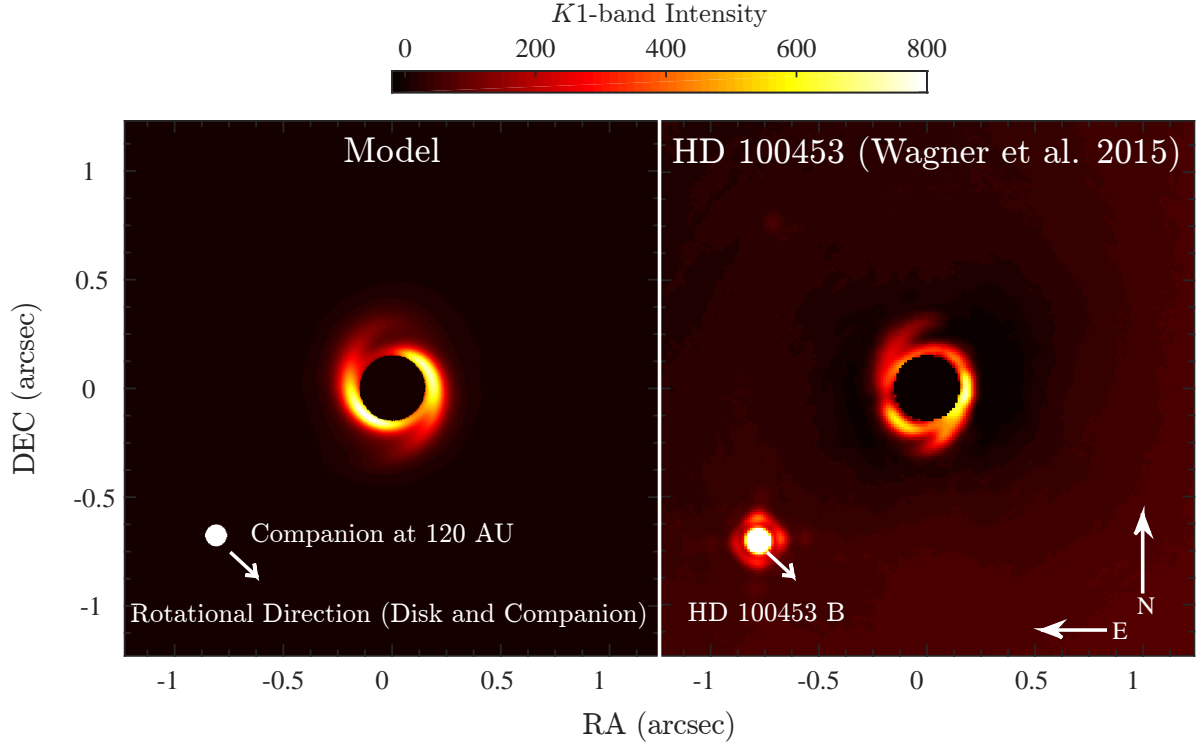 K1-band Intensity
0 200 400 600 800
Model
HD 100453 (Wagner et al. 2015)
1
0.5
0
-0.5
-1
DEC (arcsec)
Companion at 120 AU
Rotational Direction (Disk and Companion)
HD 100453 B
N
E
-1 -0.5 0 0.5 1
-1 -0.5 0 0.5 1
RA (arcsec)